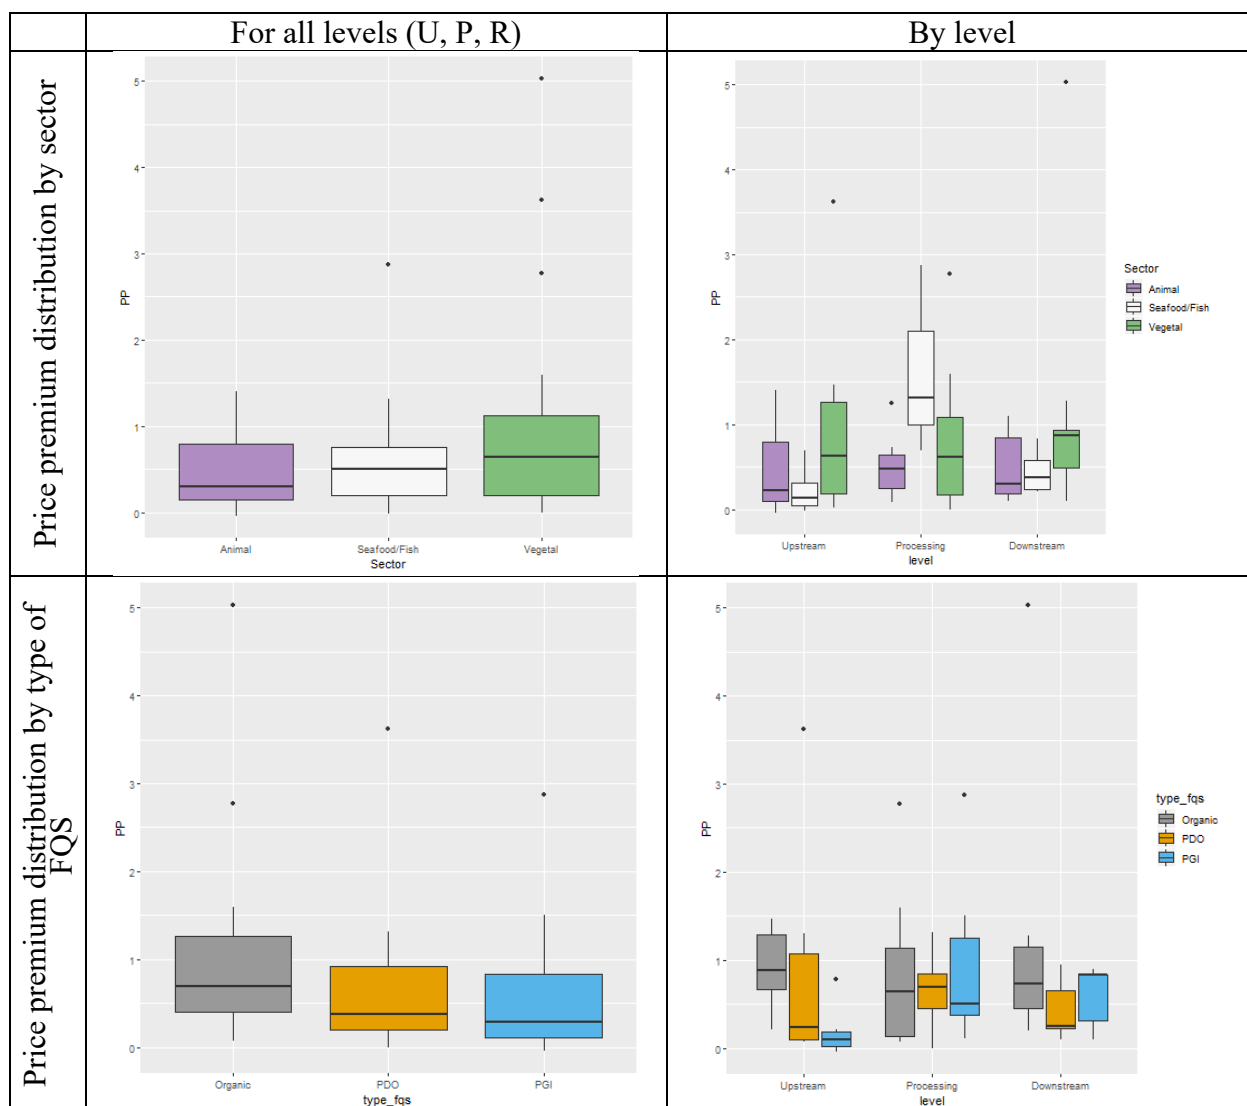 For all levels (U, P, R)
By level
Price premium distribution by sector
5
4
3
2
1
0
PP
Animal
Seafood/Fish
Vegetal
Sector
5
4
3
2
1
0
PP
Upstream
Processing
Downstream
level
Sector
Animal
Seafood/Fish
Vegetal
Price premium distribution by type of
FQS
5
4
3
2
1
0
PP
Organic
PDO
PGI
type_fqs
5
4
3
2
1
0
PP
Upstream
Processing
Downstream
level
type_fqs
Organic
PDO
PGI